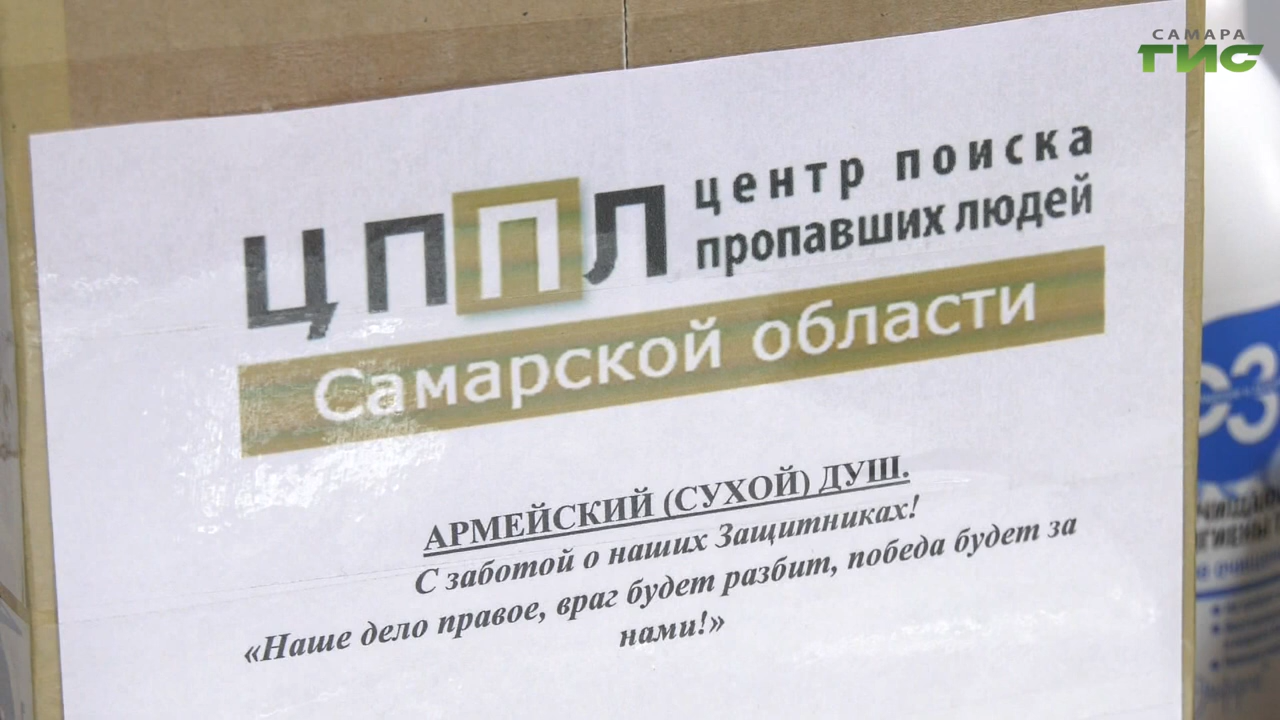 САМАРА
ГИС
ЦППЛ
центр поиска
пропавших людей
Самарской области
АРМЕЙСКИЙ (СУХОЙ) ДУШ.
С заботой о наших Защитниках!
«Наше дело правое, враг будет разбит, победа будет за
нами!»